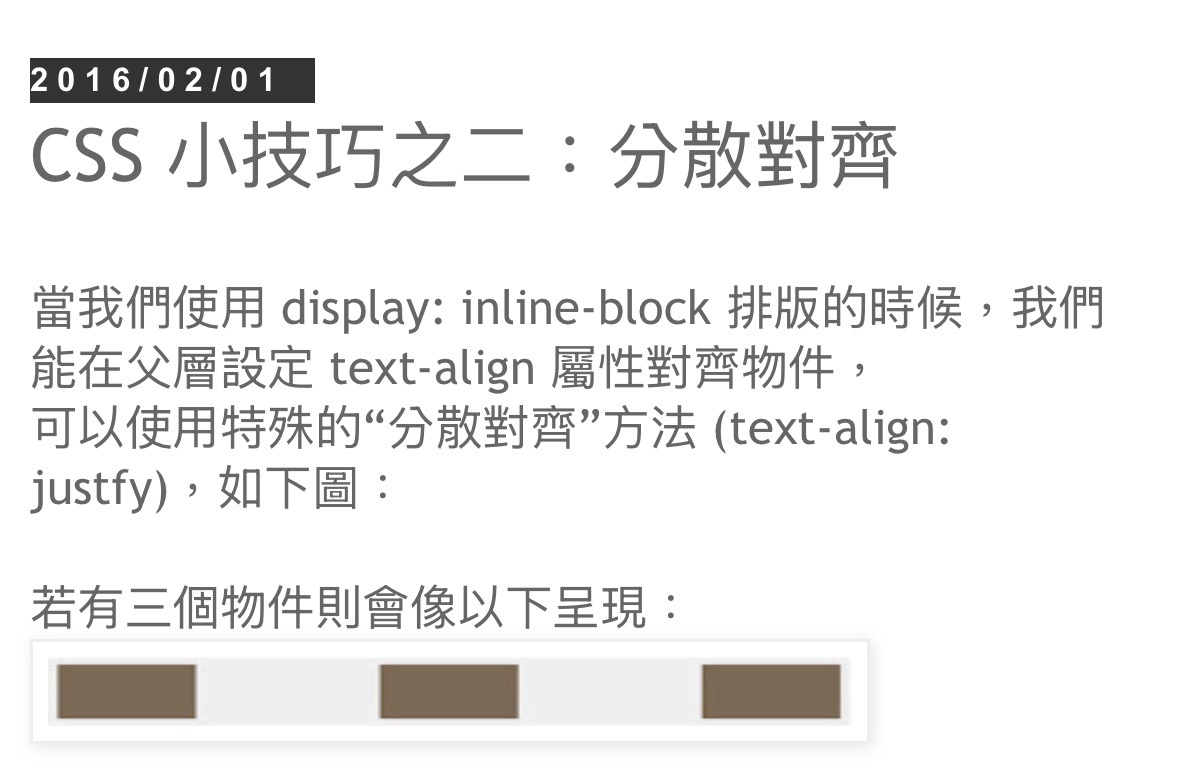 2016/02/01
CSS 小技巧之二：分散對齊
當我們使用 display: inline-block 排版的時候，我們
能在父層設定 text-align 屬性對齊物件，
可以使用特殊的“分散對齊”方法 (text-align:
justfy)，如下圖：
若有三個物件則會像以下呈現：